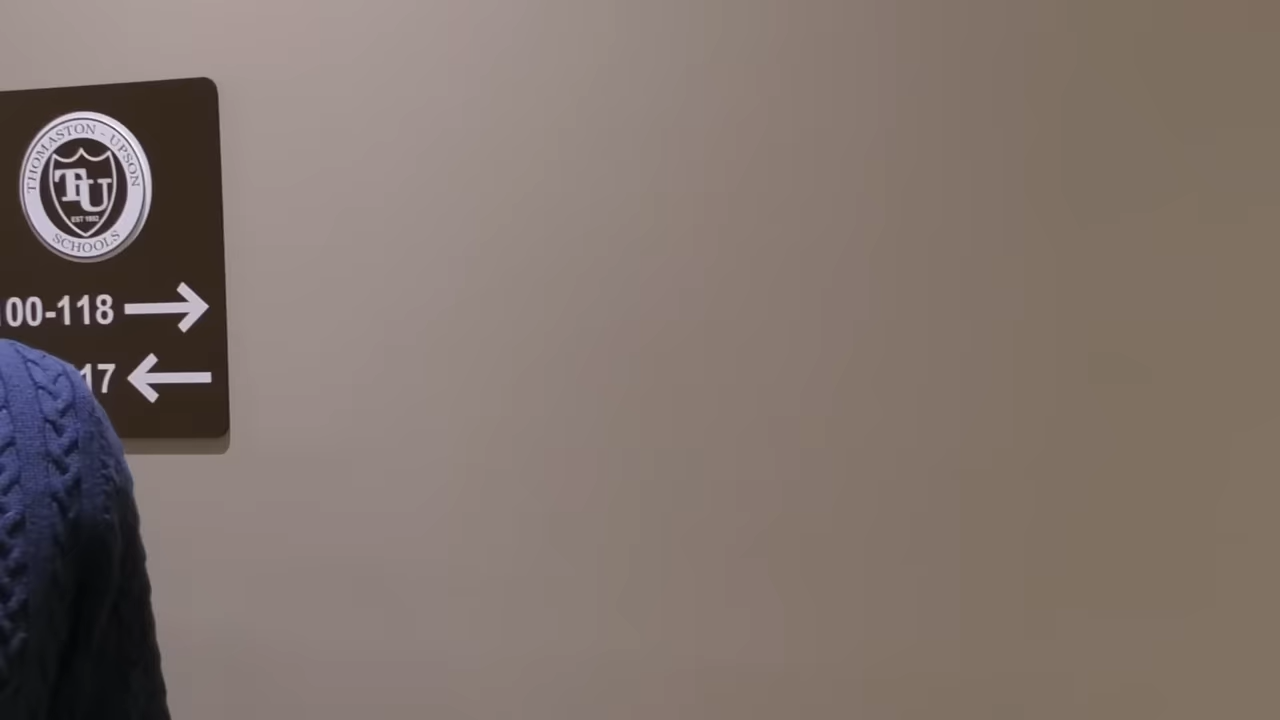 THOMASTON - UPSON
TU
EST 1992
SCHOOLS
00-118
17